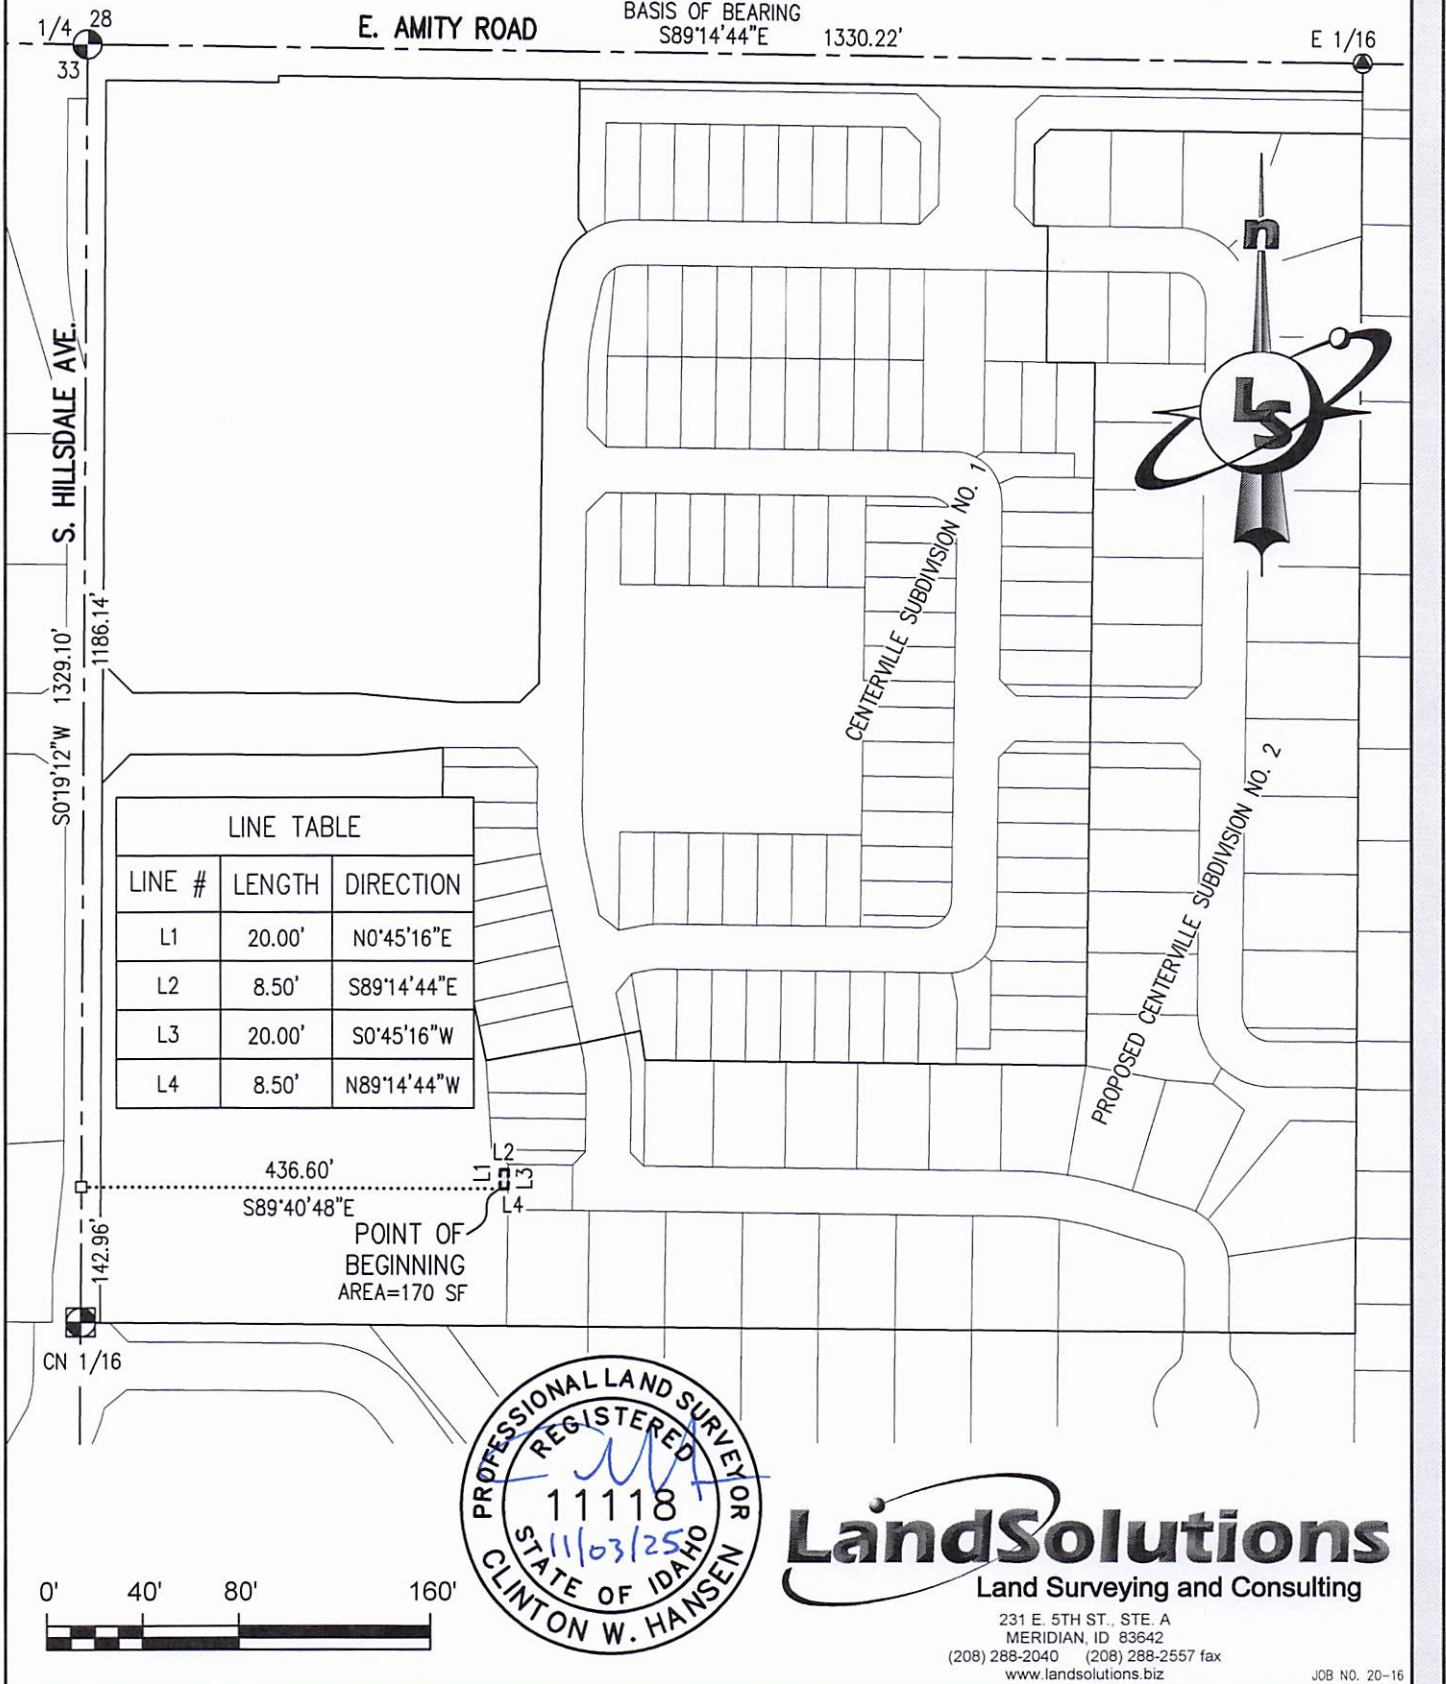 BASIS OF BEARING
1/4 28
E. AMITY ROAD
S89°14'44"E 1330.22'
E 1/16
33
n
S. HILLSDALE AVE.
LS
CENTERVILLE SUBDIVISION NO. 1
S0°19'12"W 1329.10'
1186.14'
PROPOSED CENTERVILLE SUBDIVISION NO. 2
LINE TABLE
LINE # LENGTH DIRECTION
L1 20.00' N0°45'16"E
L2 8.50' S89°14'44"E
L3 20.00' S0°45'16"W
L4 8.50' N89°14'44"W
L2
436.60'
L1
L3
S89°40'48"E
L4
POINT OF
BEGINNING
AREA=170 SF
142.96'
CN 1/16
PROFESSIONAL LAND SURVEYOR
REGISTERED
11118
11/03/25
STATE OF IDAHO
CLINTON W. HANSEN
LandSolutions
Land Surveying and Consulting
231 E. 5TH ST., STE. A
MERIDIAN, ID 83642
(208) 288-2040 (208) 288-2557 fax
www.landsolutions.biz
0' 40' 80' 160'
JOB NO. 20-16